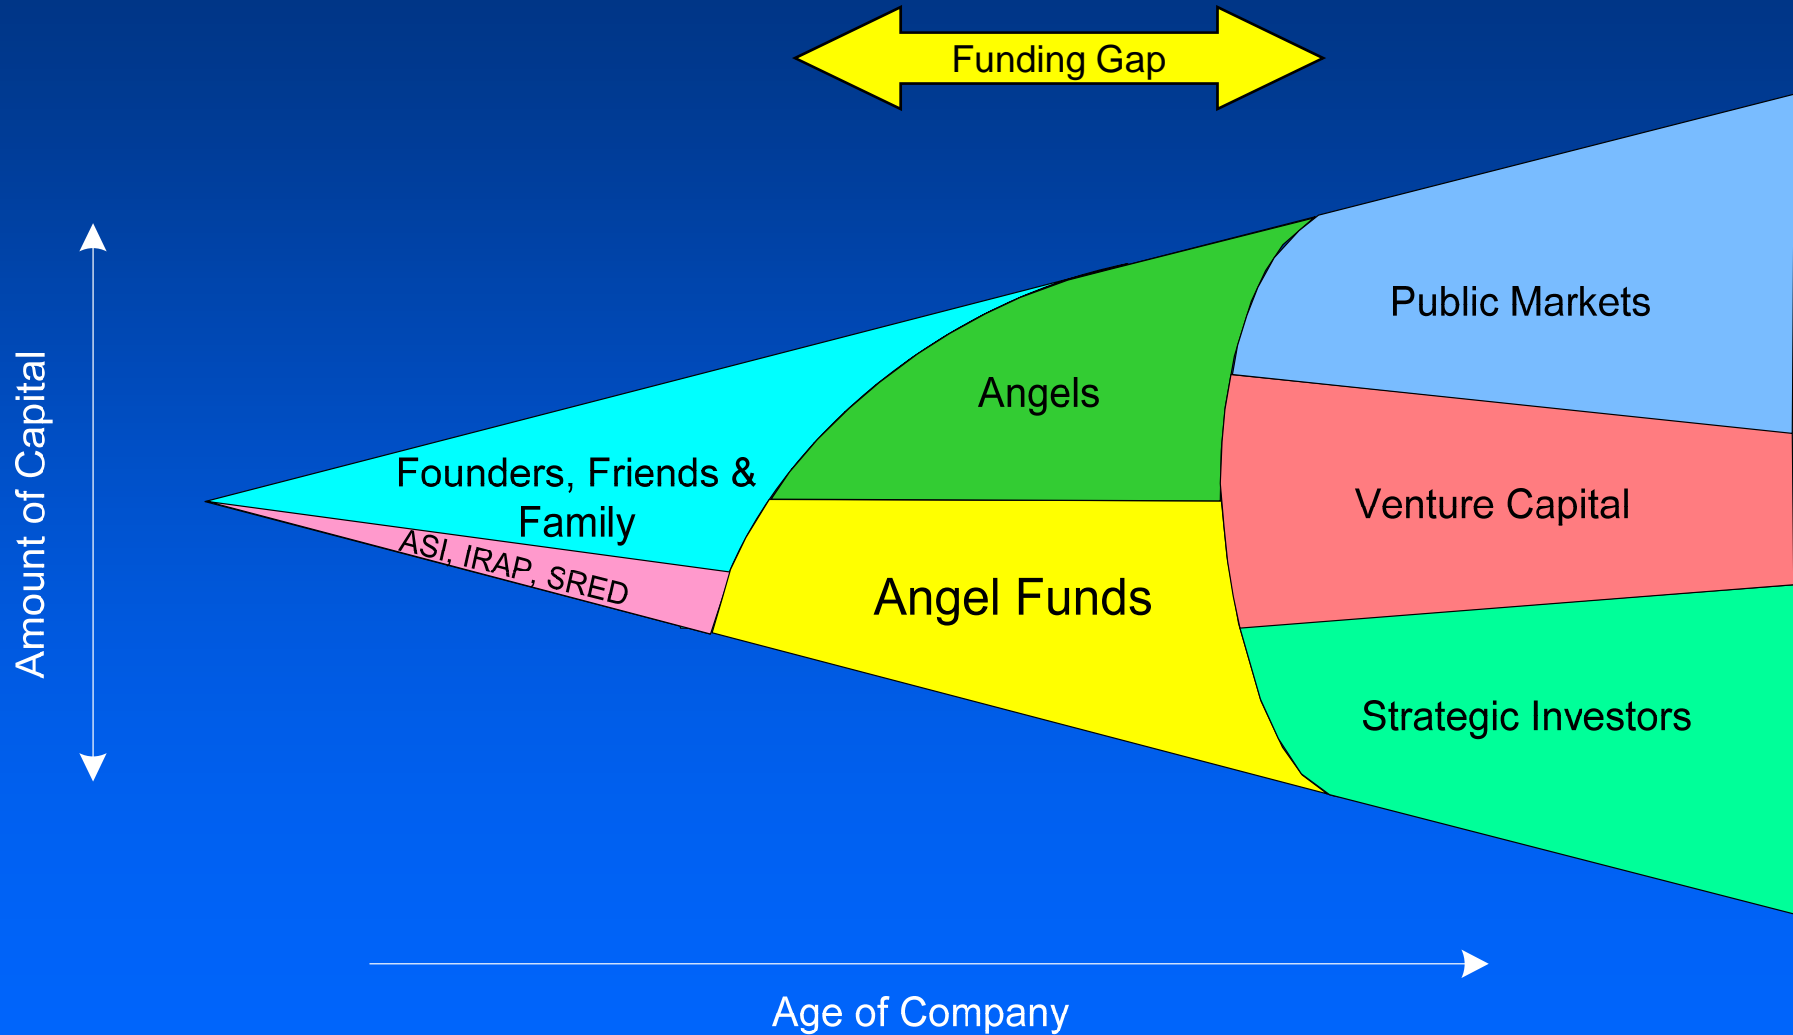 Funding Gap
Public Markets
Angels
Founders, Friends &
Family
Venture Capital
ASI, IRAP, SRED
Angel Funds
Strategic Investors
Amount of Capital
Age of Company